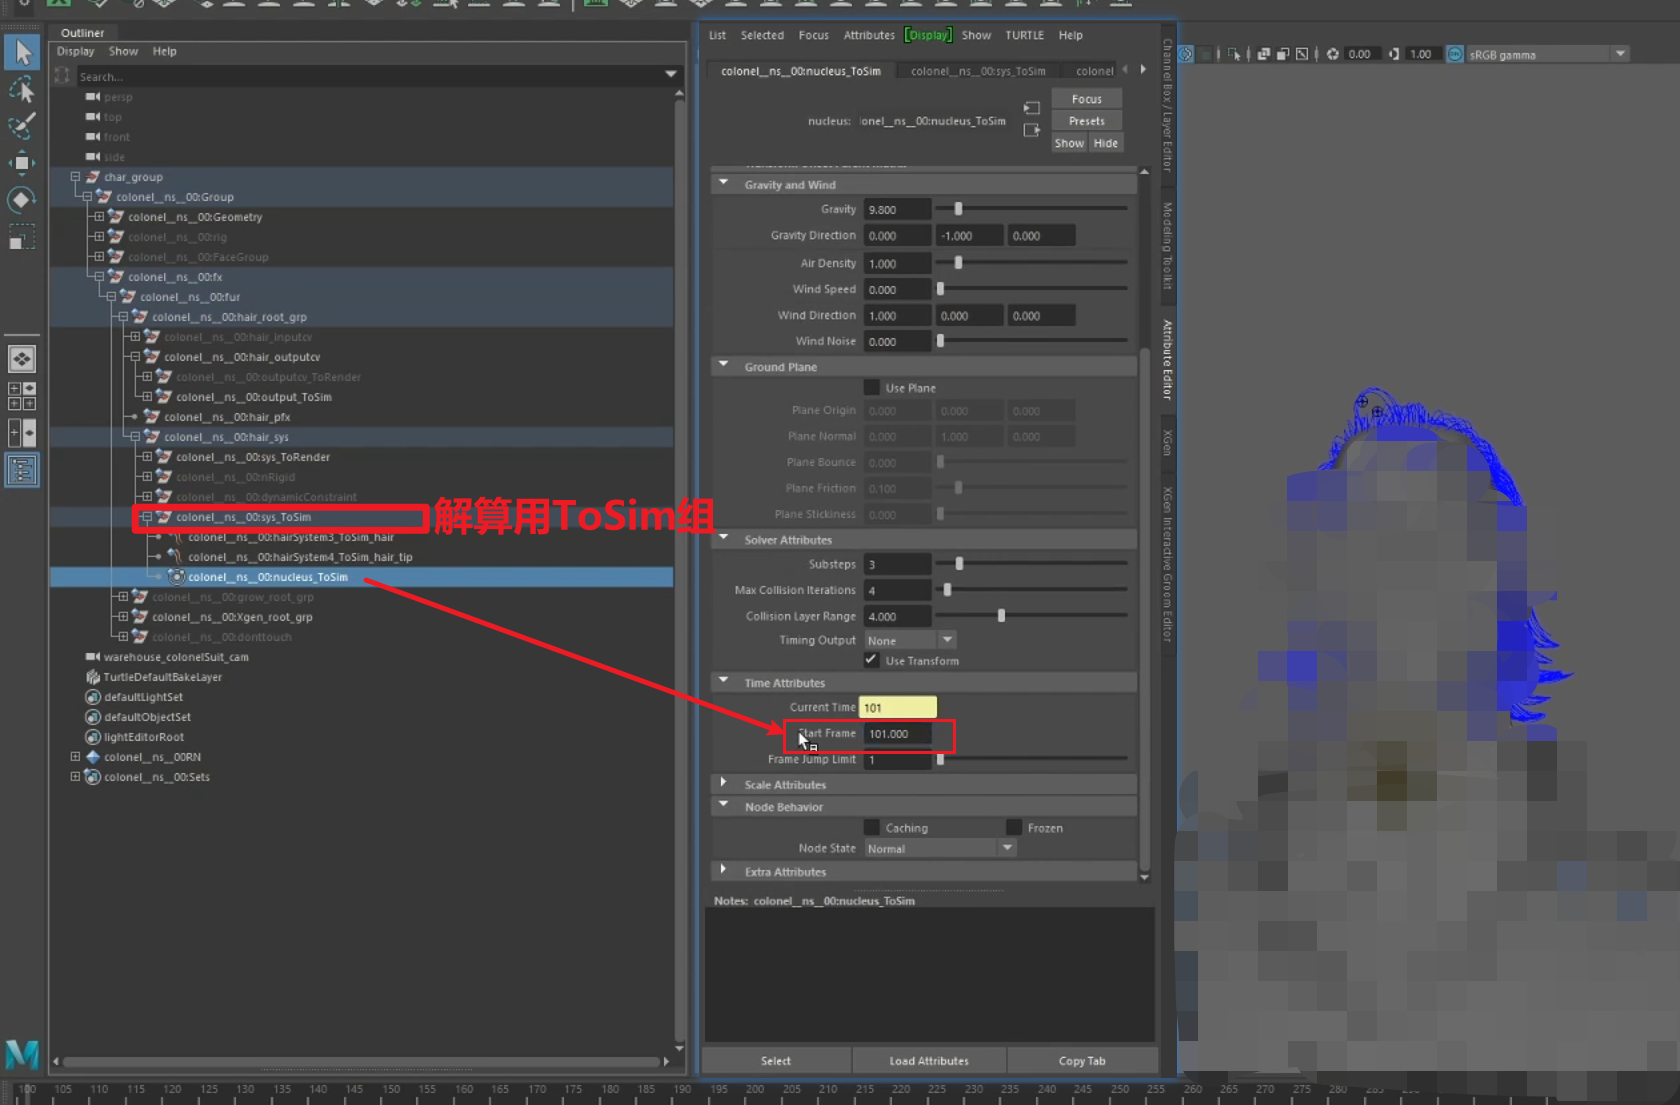 Outliner
Display Show Help
Search...
persp
top
front
side
char_group
colonel__ns__00:Group
colonel__ns__00:Geometry
colonel__ns__00:rig
colonel__ns__00:FaceGroup
colonel__ns__00:fx
colonel__ns__00:fur
colonel__ns__00:hair_root_grp
colonel__ns__00:hair_inputcv
colonel__ns__00:hair_outputcv
colonel__ns__00:outputcv_ToRender
colonel__ns__00:output_ToSim
colonel__ns__00:hair_pfx
colonel__ns__00:hair_sys
colonel__ns__00:sys_ToRender
colonel__ns__00:nRigid
colonel__ns__00:dynamicConstraint
colonel__ns__00:sys_ToSim
解算用ToSim组
colonel__ns__00:hairSystem3_ToSim_hair
colonel__ns__00:hairSystem4_ToSim_hair_tip
colonel__ns__00:nucleus_ToSim
colonel__ns__00:grow_root_grp
colonel__ns__00:Xgen_root_grp
colonel__ns__00:donttouch
warehouse_colonelSuit_cam
TurtleDefaultBakeLayer
defaultLightSet
defaultObjectSet
lightEditorRoot
colonel__ns__00RN
colonel__ns__00:Sets
List Selected Focus Attributes [Display] Show TURTLE Help
colonel__ns__00:nucleus_ToSim colonel__ns__00:sys_ToSim colonel
nucleus: onel__ns__00:nucleus_ToSim
Focus
Presets
Show Hide
Gravity and Wind
Gravity 9.800
Gravity Direction 0.000 -1.000 0.000
Air Density 1.000
Wind Speed 0.000
Wind Direction 1.000 0.000 0.000
Wind Noise 0.000
Ground Plane
Use Plane
Plane Origin 0.000 0.000 0.000
Plane Normal 0.000 1.000 0.000
Plane Bounce 0.000
Plane Friction 0.100
Plane Stickiness 0.000
Solver Attributes
Substeps 3
Max Collision Iterations 4
Collision Layer Range 4.000
Timing Output None
Use Transform
Time Attributes
Current Time 101
Start Frame 101.000
Frame Jump Limit 1
Scale Attributes
Node Behavior
Caching Frozen
Node State Normal
Extra Attributes
Notes: colonel__ns__00:nucleus_ToSim
Select Load Attributes Copy Tab
Channel Box / Layer Editor
Modeling Toolkit
Attribute Editor
XGen
XGen Interactive Groom Editor
0.00 1.00 sRGB gamma
100 105 110 115 120 125 130 135 140 145 150 155 160 165 170 175 180 185 190 195 200 205 210 215 220 225 230 235 240 245 250 255 260 265 270 275 280 285